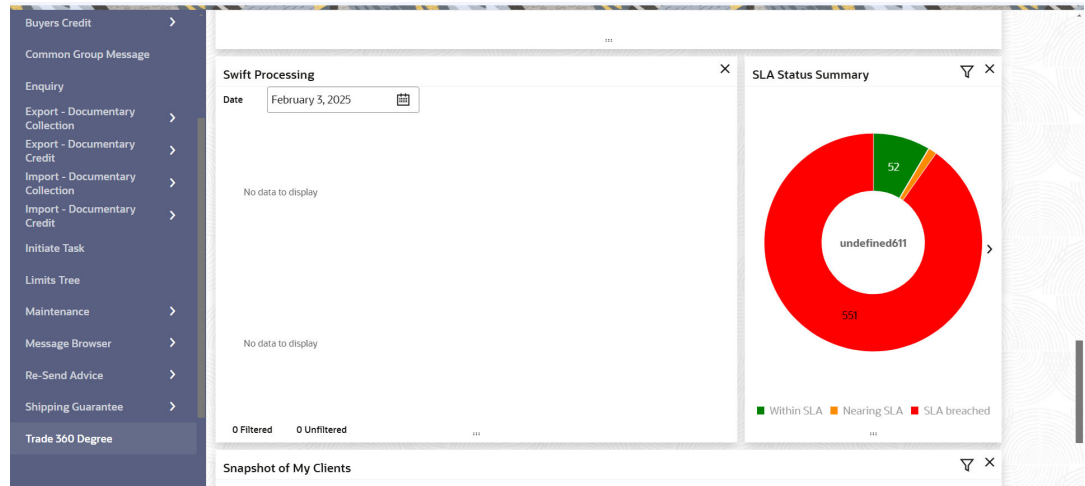 Buyers Credit
Common Group Message
Enquiry
Export - Documentary
Collection
Export - Documentary
Credit
Import - Documentary
Collection
Import - Documentary
Credit
Initiate Task
Limits Tree
Maintenance
Message Browser
Re-Send Advice
Shipping Guarantee
Trade 360 Degree
Swift Processing
Date February 3, 2025
No data to display
No data to display
0 Filtered 0 Unfiltered
SLA Status Summary
52
undefined611
551
Within SLA Nearing SLA SLA breached
Snapshot of My Clients